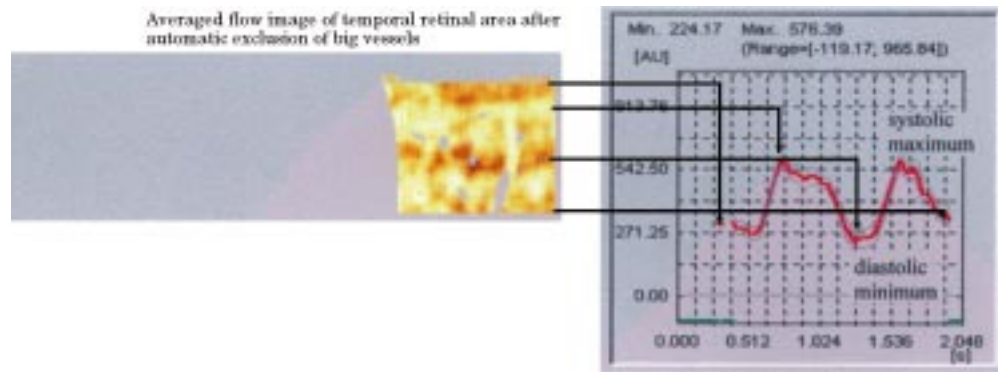 Averaged flow image of temporal retinal area after
automatic exclusion of big vessels
Min. 224.17 Max. 576.39
(Range=[-119.17; 965.84])
[AU]
813.76
systolic
maximum
542.50
271.25
diastolic
minimum
0.00
0.000 0.512 1.024 1.536 2.048
[s]